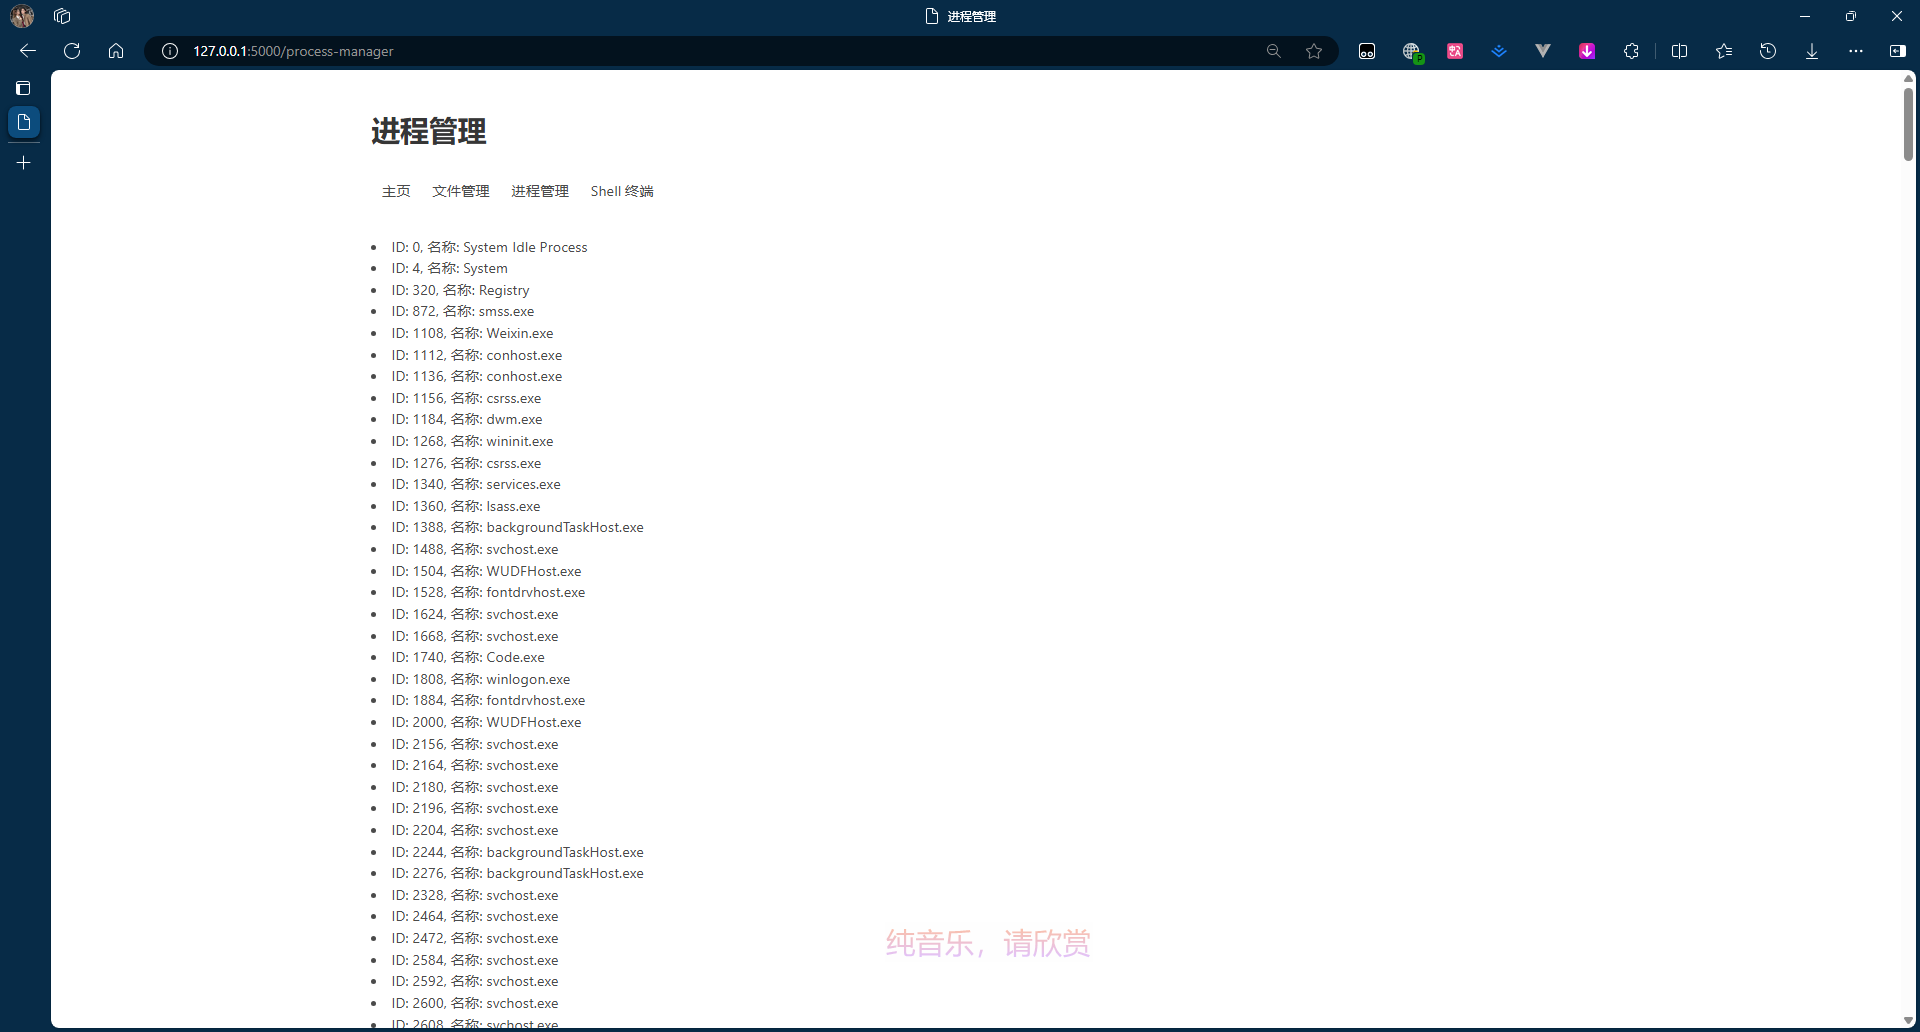 进程管理
127.0.0.1:5000/process-manager
进程管理
主页 文件管理 进程管理 Shell 终端
ID: 0, 名称: System Idle Process
ID: 4, 名称: System
ID: 320, 名称: Registry
ID: 872, 名称: smss.exe
ID: 1108, 名称: Weixin.exe
ID: 1112, 名称: conhost.exe
ID: 1136, 名称: conhost.exe
ID: 1156, 名称: csrss.exe
ID: 1184, 名称: dwm.exe
ID: 1268, 名称: wininit.exe
ID: 1276, 名称: csrss.exe
ID: 1340, 名称: services.exe
ID: 1360, 名称: lsass.exe
ID: 1388, 名称: backgroundTaskHost.exe
ID: 1488, 名称: svchost.exe
ID: 1504, 名称: WUDFHost.exe
ID: 1528, 名称: fontdrvhost.exe
ID: 1624, 名称: svchost.exe
ID: 1668, 名称: svchost.exe
ID: 1740, 名称: Code.exe
ID: 1808, 名称: winlogon.exe
ID: 1884, 名称: fontdrvhost.exe
ID: 2000, 名称: WUDFHost.exe
ID: 2156, 名称: svchost.exe
ID: 2164, 名称: svchost.exe
ID: 2180, 名称: svchost.exe
ID: 2196, 名称: svchost.exe
ID: 2204, 名称: svchost.exe
ID: 2244, 名称: backgroundTaskHost.exe
ID: 2276, 名称: backgroundTaskHost.exe
ID: 2328, 名称: svchost.exe
ID: 2464, 名称: svchost.exe
ID: 2472, 名称: svchost.exe
纯音乐，请欣赏
ID: 2584, 名称: svchost.exe
ID: 2592, 名称: svchost.exe
ID: 2600, 名称: svchost.exe
ID: 2608, 名称: svchost.exe